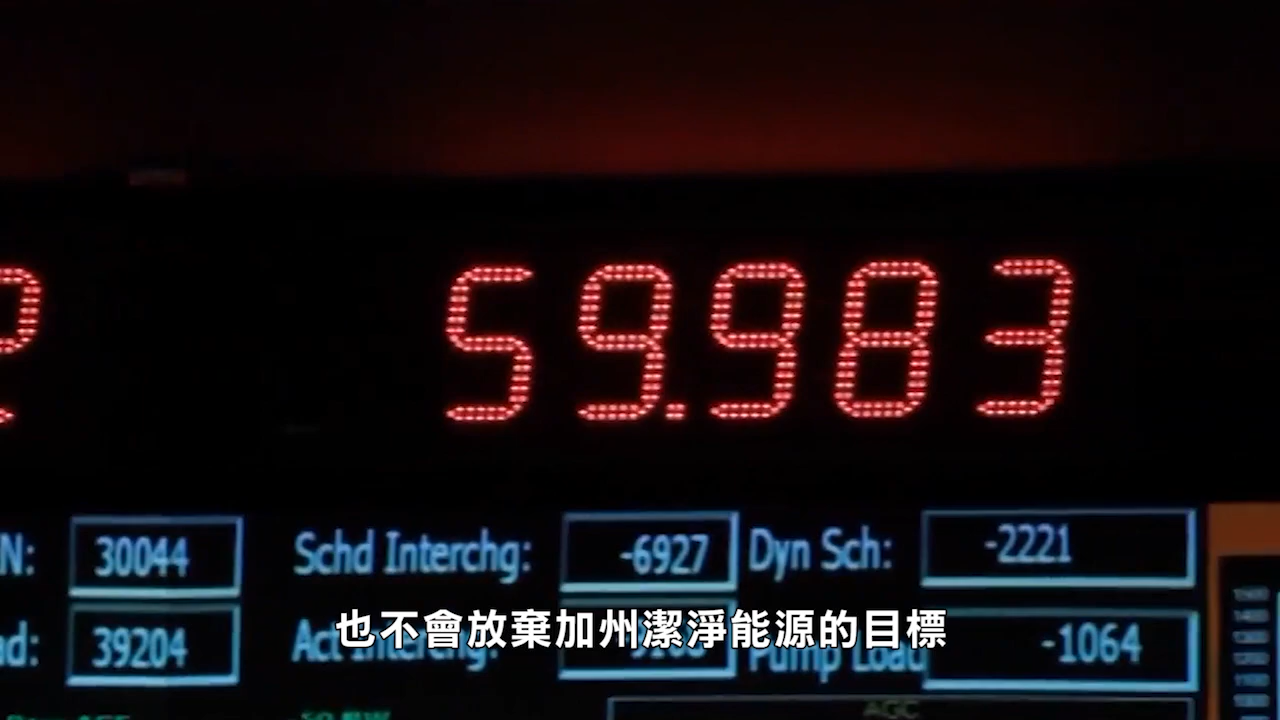 59.983
N: 30044 Schd Interchg: -6927 Dyn Sch: -2221
ad: 39204 Act Interchg: Pump Load -1064
也不會放棄加州潔淨能源的目標
AGC